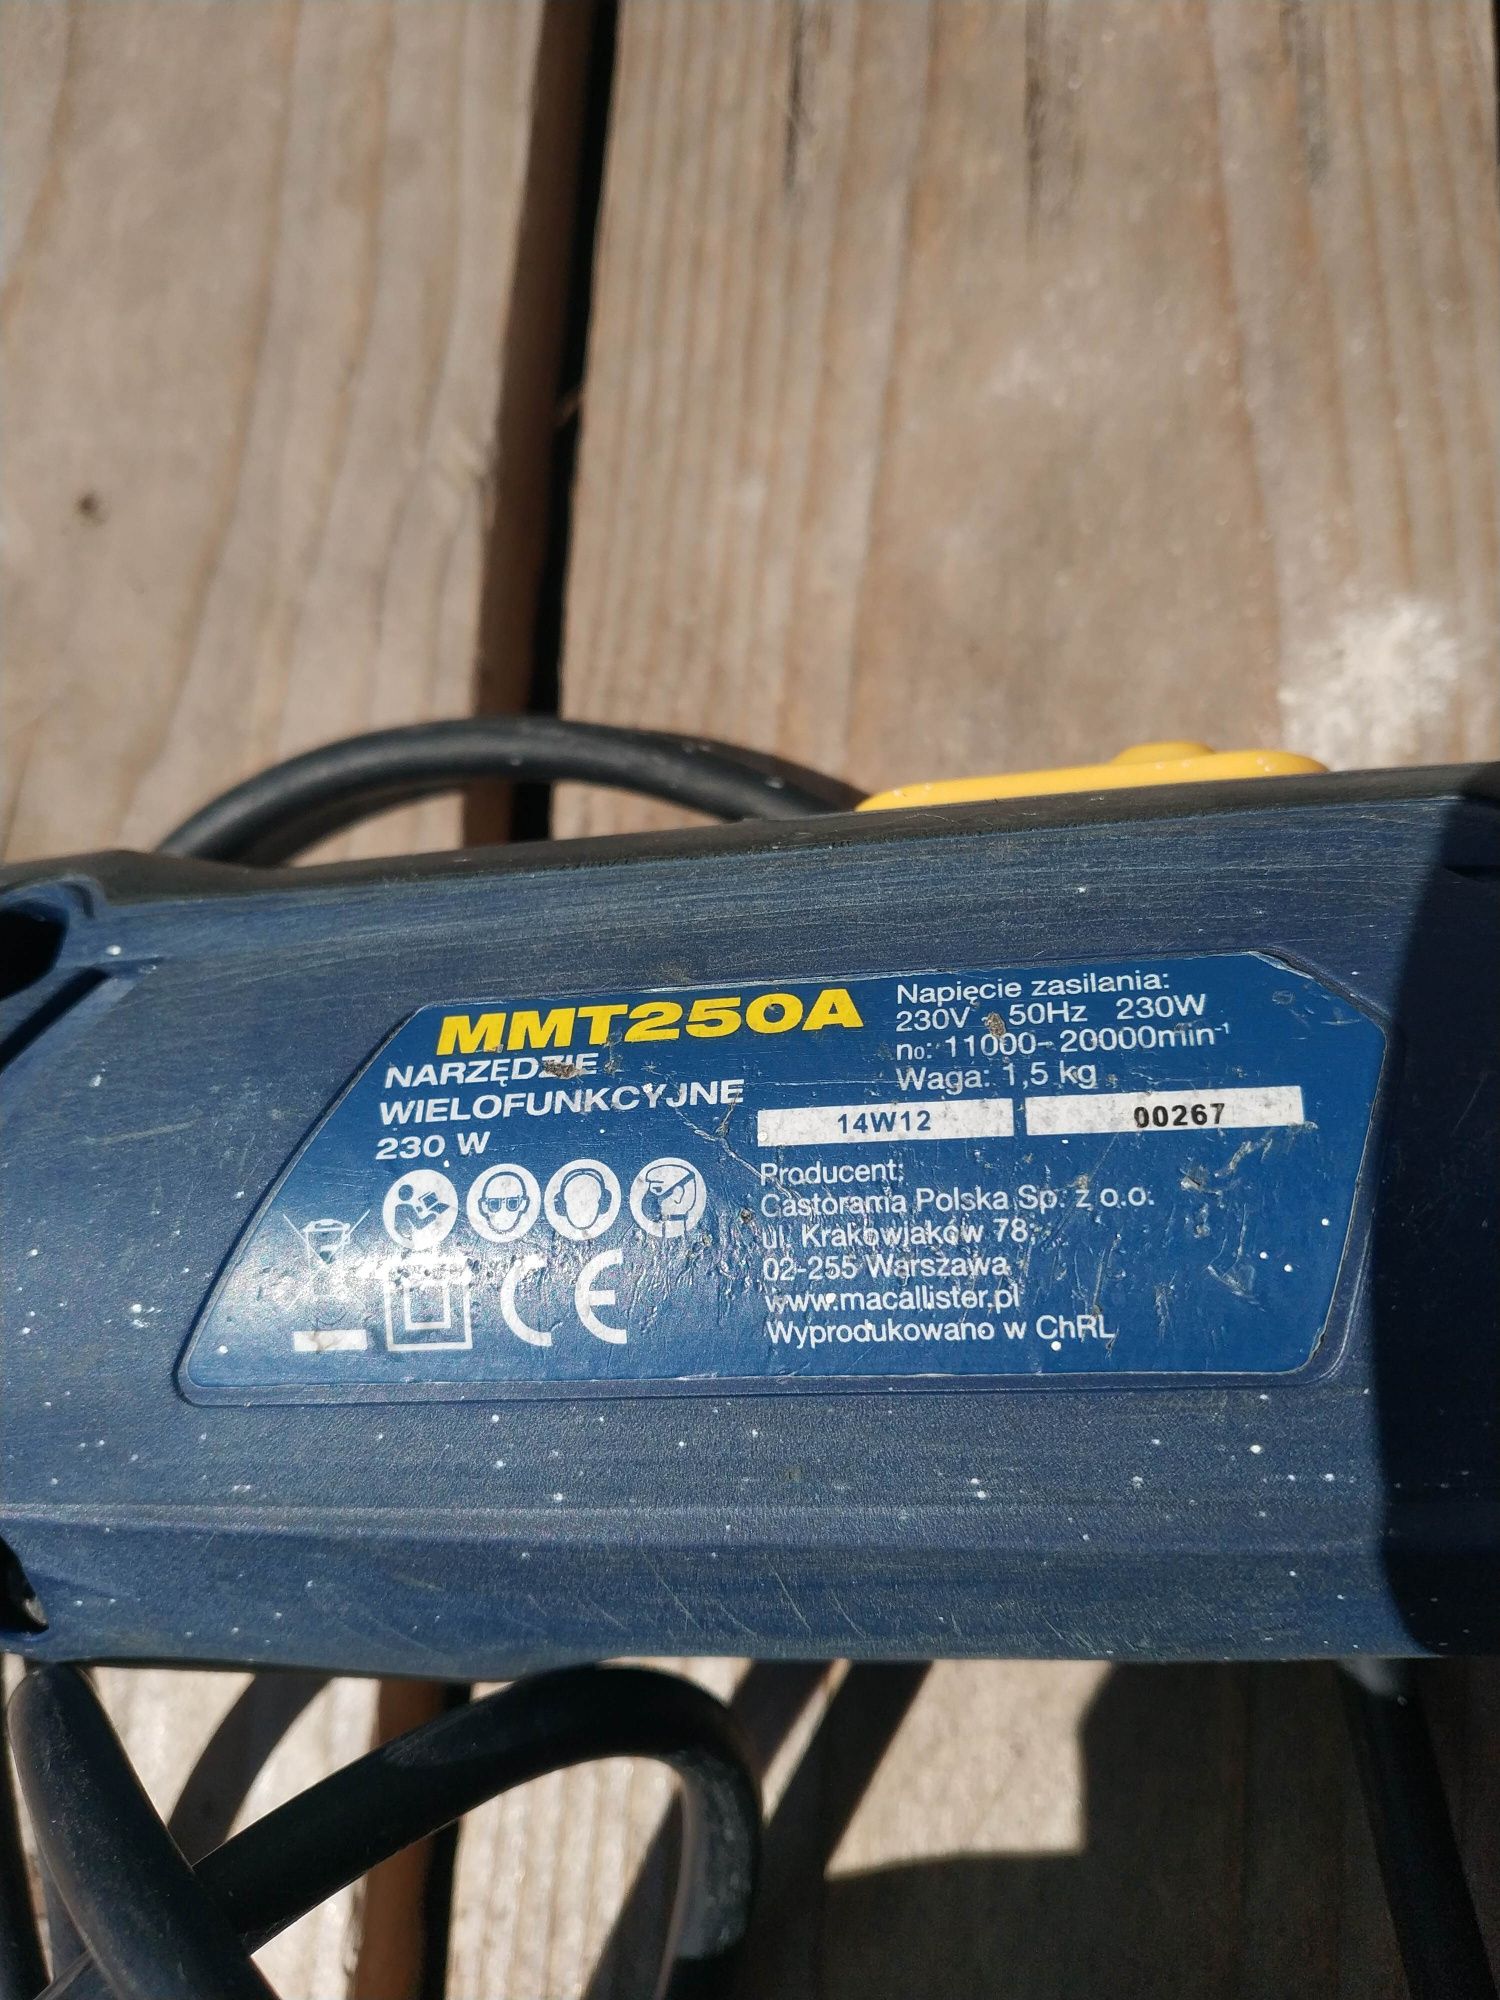 MMT250A
NARZĘDZIE
WIELOFUNKCYJNE
230 W
Napięcie zasilania:
230V ~ 50Hz 230W
n₀: 11000-20000min⁻¹
Waga: 1,5 kg
14W12
00267
Producent:
Castorama Polska Sp. z o.o.
ul. Krakowiaków 78;
02-255 Warszawa
www.macallister.pl
Wyprodukowano w ChRL
CE